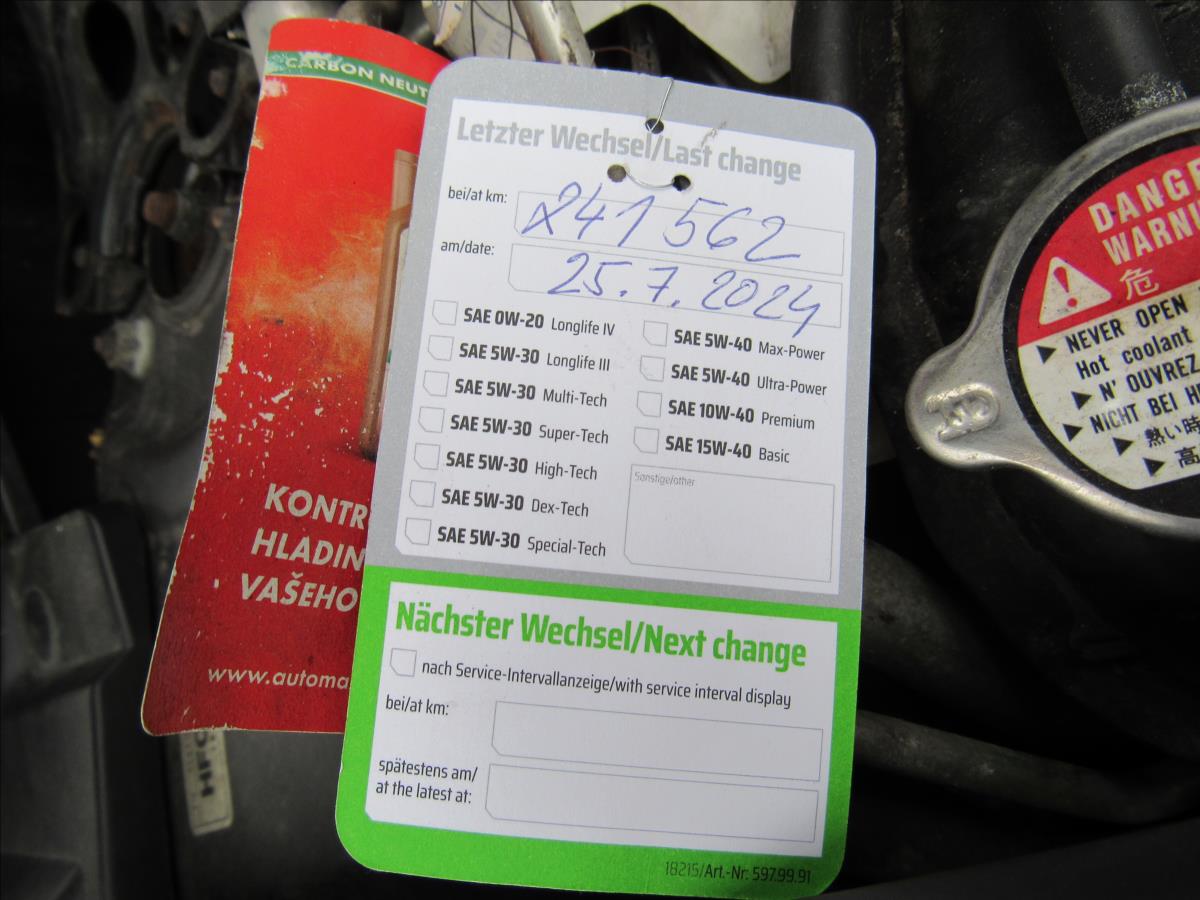 CARBON NEUT
KONTR
HLADIN
VAŠEHO
www.automa
Letzter Wechsel/Last change
bei/at km: 241 562
am/date: 25.7.2024
SAE 0W-20 Longlife IV
SAE 5W-30 Longlife III
SAE 5W-30 Multi-Tech
SAE 5W-30 Super-Tech
SAE 5W-30 High-Tech
SAE 5W-30 Dex-Tech
SAE 5W-30 Special-Tech
SAE 5W-40 Max-Power
SAE 5W-40 Ultra-Power
SAE 10W-40 Premium
SAE 15W-40 Basic
Sonstige/other
Nächster Wechsel/Next change
nach Service-Intervallanzeige/with service interval display
bei/at km:
spätestens am/
at the latest at:
18215/Art.-Nr. 597.99.91
DANGE
WARN
危
NEVER OPEN
Hot coolant
N' OUVREZ
NICHT BEI H
熱い時
高
HFC